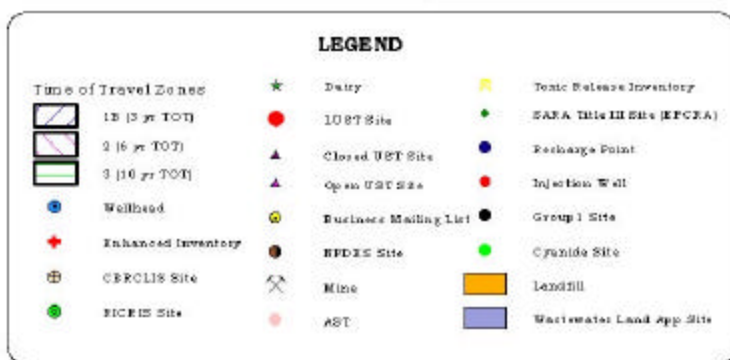 LEGEND
Time of Travel Zones
1B (3 yr TOT)
2 (6 yr TOT)
3 (10 yr TOT)
Wellhead
Enhanced Inventory
CERCLIS Site
RICRIS Site
Dairy
LUST Site
Closed UST Site
Open UST Site
Business Mailing List
NPDES Site
Mine
AST
Toxic Release Inventory
SARA Title III Site (EPCRA)
Recharge Point
Injection Well
Group 1 Site
Cyanide Site
Landfill
Wastewater Land App. Site